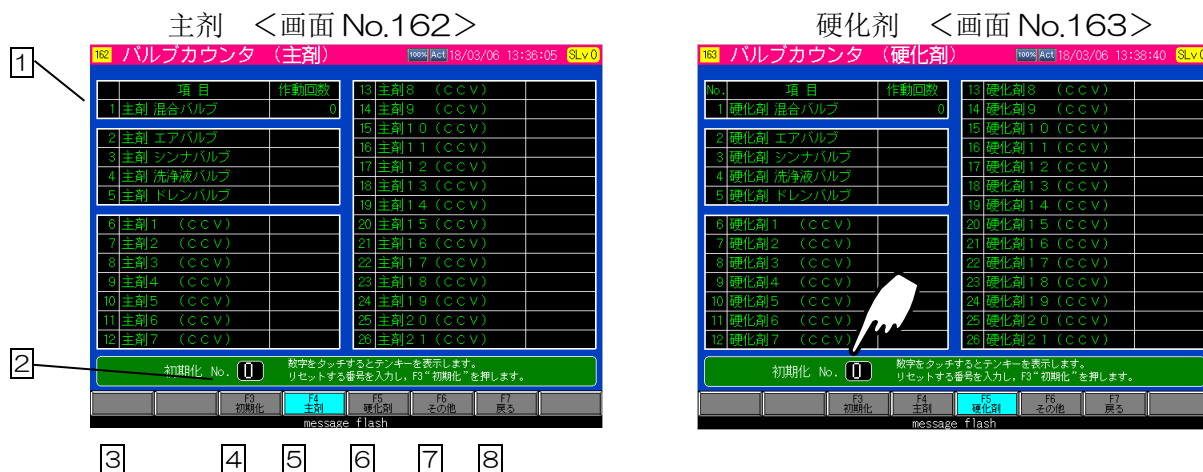 主剤 <画面 No.162>
1
162 バルブカウンタ (主剤) 100% Act 18/03/06 13:36:05 SLv0
項 目 作動回数
1 主剤 混合バルブ 0
2 主剤 エアバルブ
3 主剤 シンナバルブ
4 主剤 洗浄液バルブ
5 主剤 ドレンバルブ
6 主剤1 (CCV)
7 主剤2 (CCV)
8 主剤3 (CCV)
9 主剤4 (CCV)
10 主剤5 (CCV)
11 主剤6 (CCV)
12 主剤7 (CCV)
13 主剤8 (CCV)
14 主剤9 (CCV)
15 主剤10 (CCV)
16 主剤11 (CCV)
17 主剤12 (CCV)
18 主剤13 (CCV)
19 主剤14 (CCV)
20 主剤15 (CCV)
21 主剤16 (CCV)
22 主剤17 (CCV)
23 主剤18 (CCV)
24 主剤19 (CCV)
25 主剤20 (CCV)
26 主剤21 (CCV)
2
初期化 No. 0
数字をタッチするとテンキーを表示します。
リセットする番号を入力し,F3“初期化”を押します。
F3 初期化 F4 主剤 F5 硬化剤 F6 その他 F7 戻る
message flash
3 4 5 6 7 8
硬化剤 <画面 No.163>
163 バルブカウンタ (硬化剤) 100% Act 18/03/06 13:38:40 SLv0
No. 項 目 作動回数
1 硬化剤 混合バルブ 0
2 硬化剤 エアバルブ
3 硬化剤 シンナバルブ
4 硬化剤 洗浄液バルブ
5 硬化剤 ドレンバルブ
6 硬化剤1 (CCV)
7 硬化剤2 (CCV)
8 硬化剤3 (CCV)
9 硬化剤4 (CCV)
10 硬化剤5 (CCV)
11 硬化剤6 (CCV)
12 硬化剤7 (CCV)
13 硬化剤8 (CCV)
14 硬化剤9 (CCV)
15 硬化剤10 (CCV)
16 硬化剤11 (CCV)
17 硬化剤12 (CCV)
18 硬化剤13 (CCV)
19 硬化剤14 (CCV)
20 硬化剤15 (CCV)
21 硬化剤16 (CCV)
22 硬化剤17 (CCV)
23 硬化剤18 (CCV)
24 硬化剤19 (CCV)
25 硬化剤20 (CCV)
26 硬化剤21 (CCV)
初期化 No. 0
数字をタッチするとテンキーを表示します。
リセットする番号を入力し,F3“初期化”を押します。
F3 初期化 F4 主剤 F5 硬化剤 F6 その他 F7 戻る
message flash